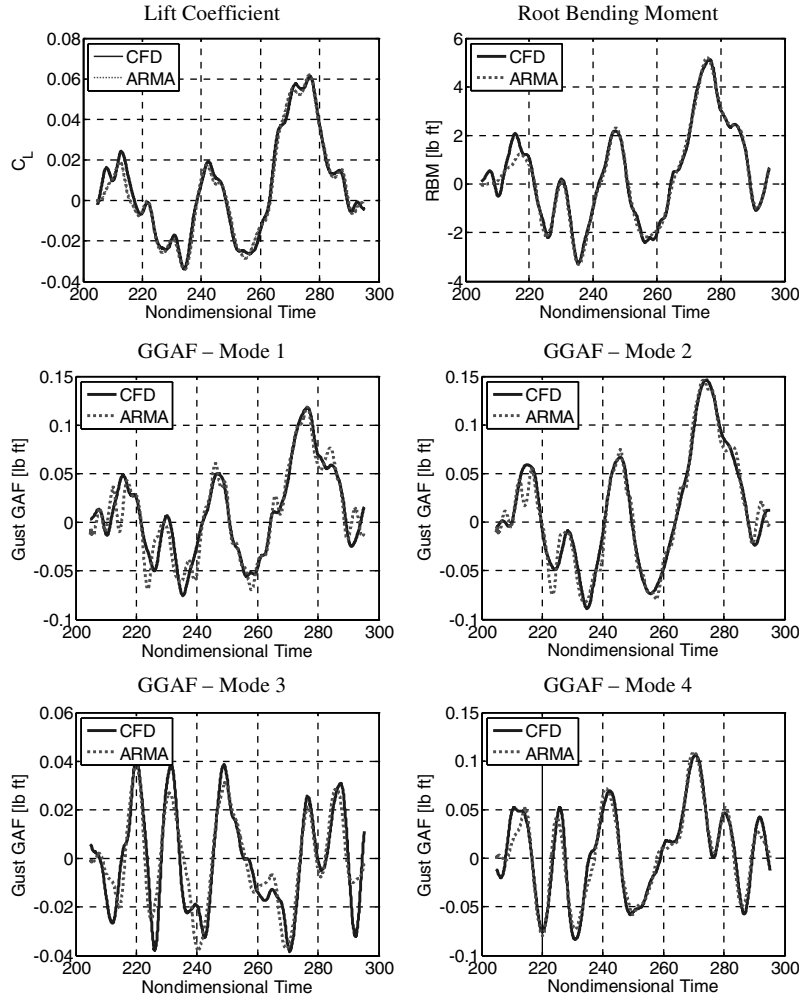 Lift Coefficient
0.08
0.06
0.04
0.02
0
-0.02
-0.04
C_L
CFD
ARMA
200 220 240 260 280 300
Nondimensional Time
Root Bending Moment
6
4
2
0
-2
-4
RBM [lb ft]
CFD
ARMA
200 220 240 260 280 300
Nondimensional Time
GGAF – Mode 1
0.15
0.1
0.05
0
-0.05
-0.1
Gust GAF [lb ft]
CFD
ARMA
200 220 240 260 280 300
Nondimensional Time
GGAF – Mode 2
0.15
0.1
0.05
0
-0.05
-0.1
Gust GAF [lb ft]
CFD
ARMA
200 220 240 260 280 300
Nondimensional Time
GGAF – Mode 3
0.06
0.04
0.02
0
-0.02
-0.04
Gust GAF [lb ft]
CFD
ARMA
200 220 240 260 280 300
Nondimensional Time
GGAF – Mode 4
0.15
0.1
0.05
0
-0.05
-0.1
Gust GAF [lb ft]
CFD
ARMA
200 220 240 260 280 300
Nondimensional Time